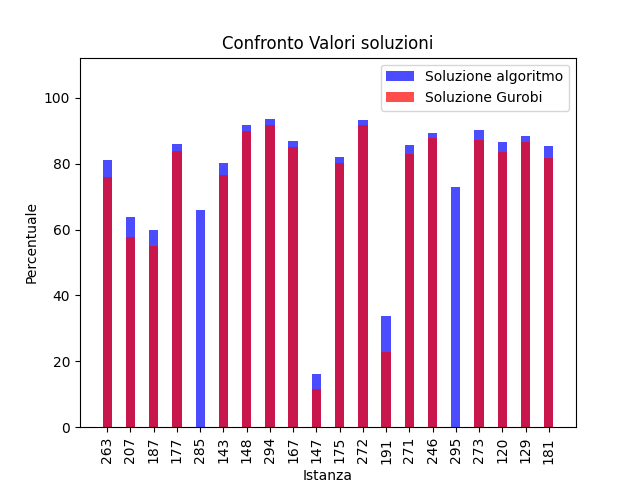 Confronto Valori soluzioni
Soluzione algoritmo
Soluzione Gurobi
Percentuale
100
80
60
40
20
0
263 207 187 177 285 143 148 294 167 147 175 272 191 271 246 295 273 120 129 181
Istanza